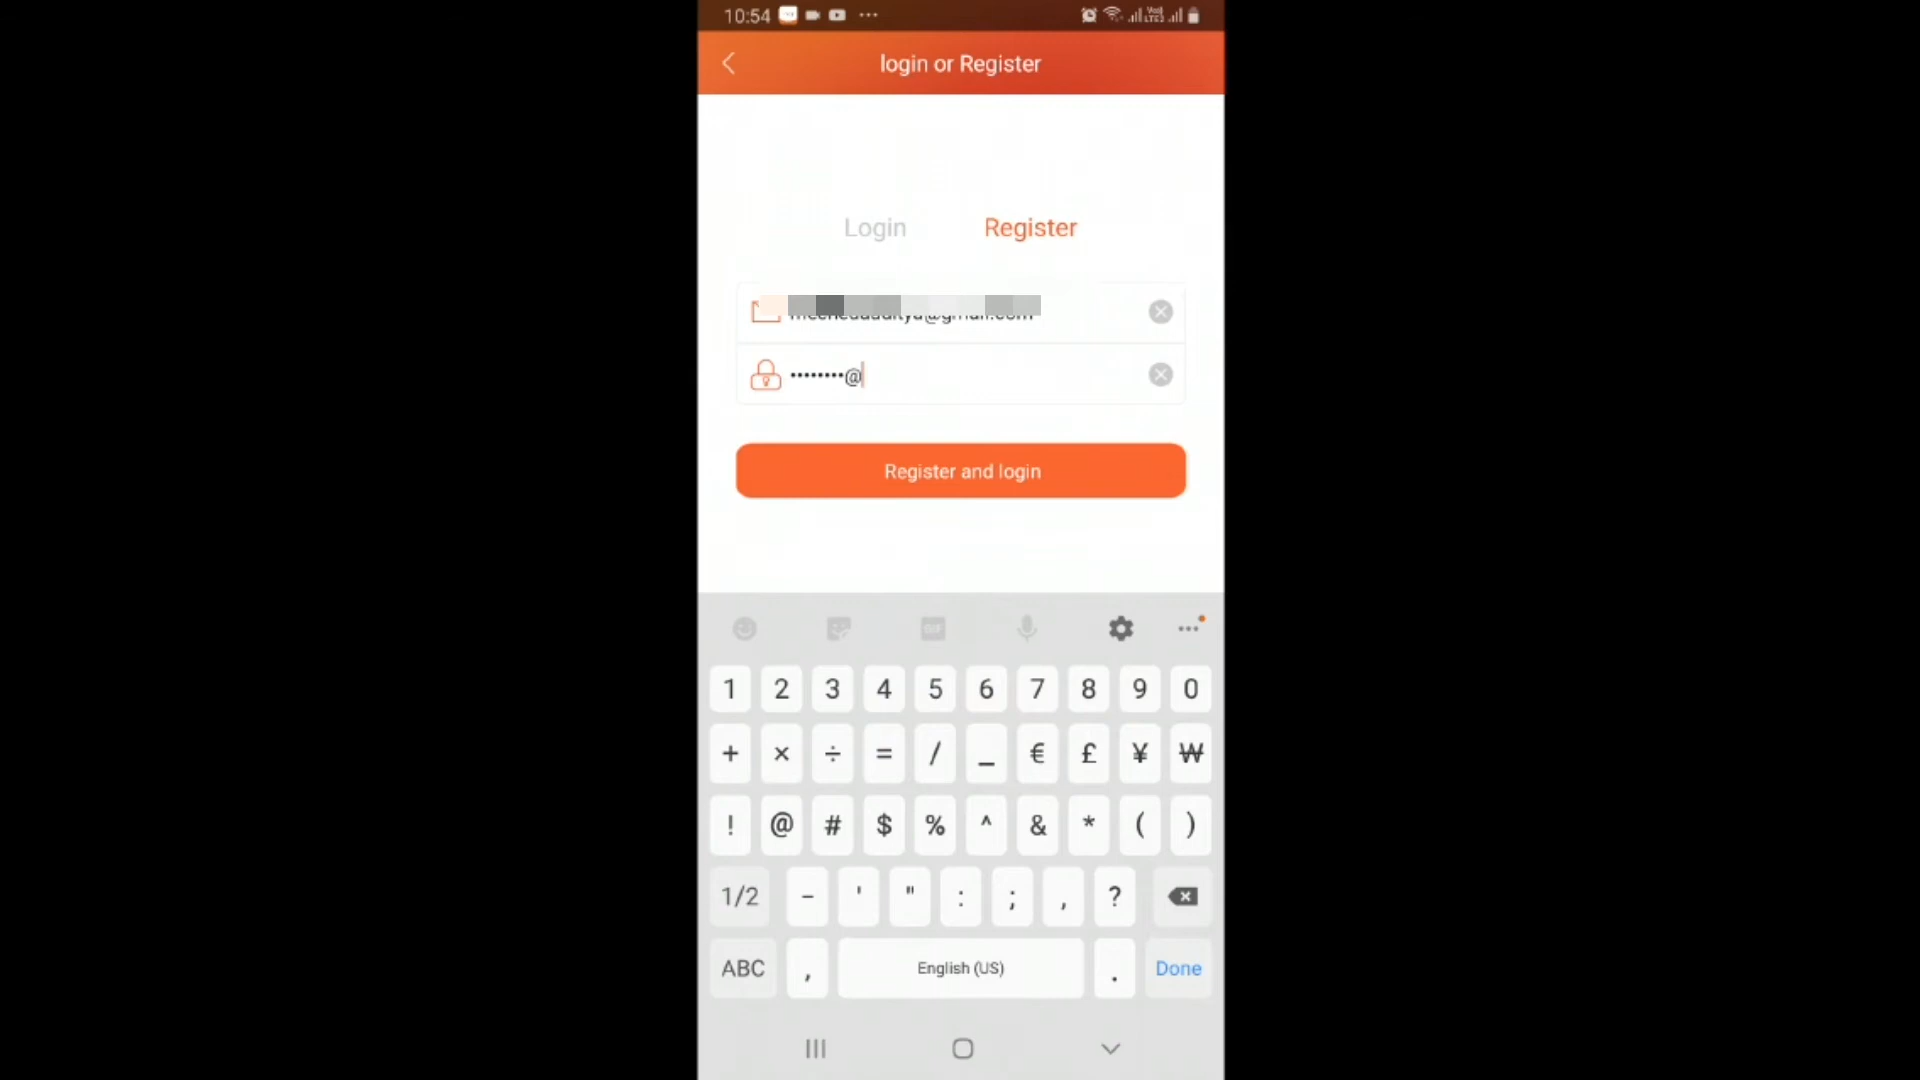 10:54
login or Register
Login Register
••••••••@
Register and login
GIF
1 2 3 4 5 6 7 8 9 0
+ × ÷ = / _ € £ ¥ ₩
! @ # $ % ^ & * ( )
1/2 - ' " : ; , ?
ABC , English (US) . Done